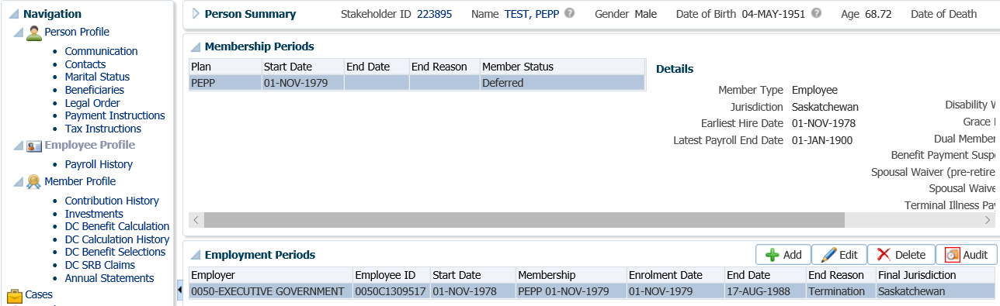 Navigation
Person Profile
Communication
Contacts
Marital Status
Beneficiaries
Legal Order
Payment Instructions
Tax Instructions
Employee Profile
Payroll History
Member Profile
Contribution History
Investments
DC Benefit Calculation
DC Calculation History
DC Benefit Selections
DC SRB Claims
Annual Statements
Cases
Person Summary Stakeholder ID 223895 Name TEST, PEPP Gender Male Date of Birth 04-MAY-1951 Age 68.72 Date of Death
Membership Periods
Plan Start Date End Date End Reason Member Status
PEPP 01-NOV-1979 Deferred
Details
Member Type Employee
Jurisdiction Saskatchewan
Earliest Hire Date 01-NOV-1978
Latest Payroll End Date 01-JAN-1900
Disability
Grace
Dual Member
Benefit Payment
Spousal Waiver
Spousal
Terminal Illness
Employment Periods Add Edit Delete Audit
Employer Employee ID Start Date Membership Enrolment Date End Date End Reason Final Jurisdiction
0050-EXECUTIVE GOVERNMENT 0050C1309517 01-NOV-1978 PEPP 01-NOV-1979 01-NOV-1979 17-AUG-1988 Termination Saskatchewan